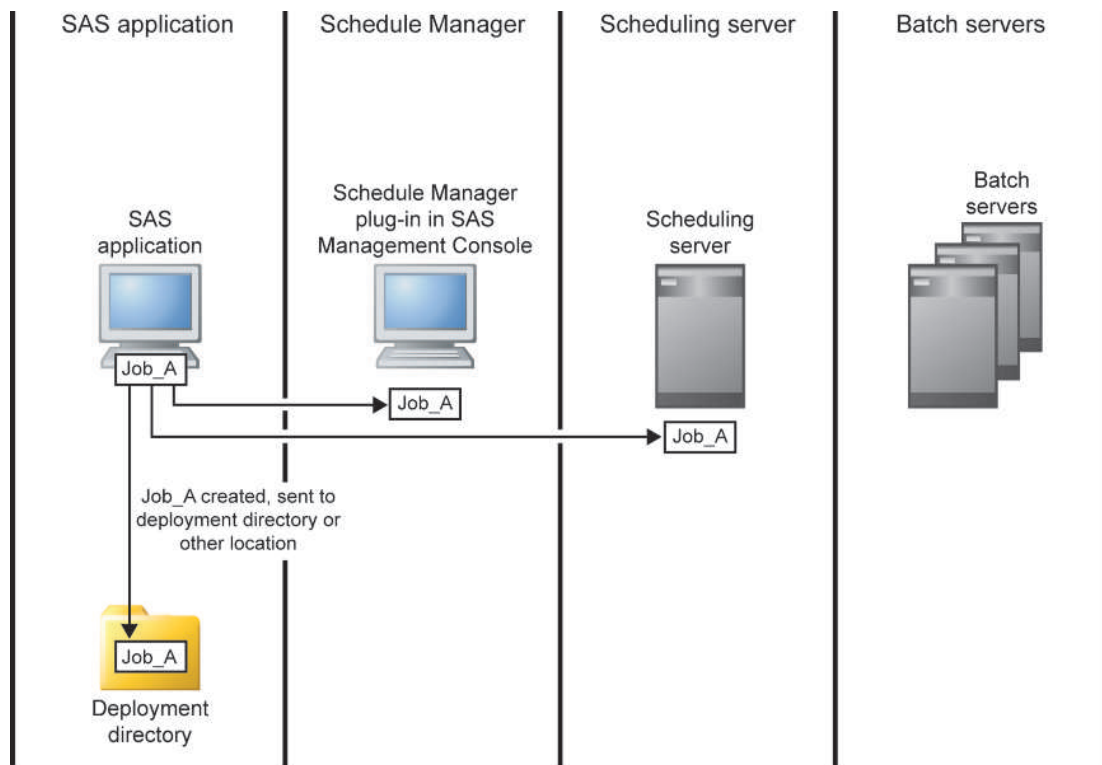 SAS application
Schedule Manager
Scheduling server
Batch servers
SAS
application
Schedule Manager
plug-in in SAS
Management Console
Scheduling
server
Batch
servers
Job_A
Job_A
Job_A
Job_A created, sent to
deployment directory or
other location
Job_A
Deployment
directory